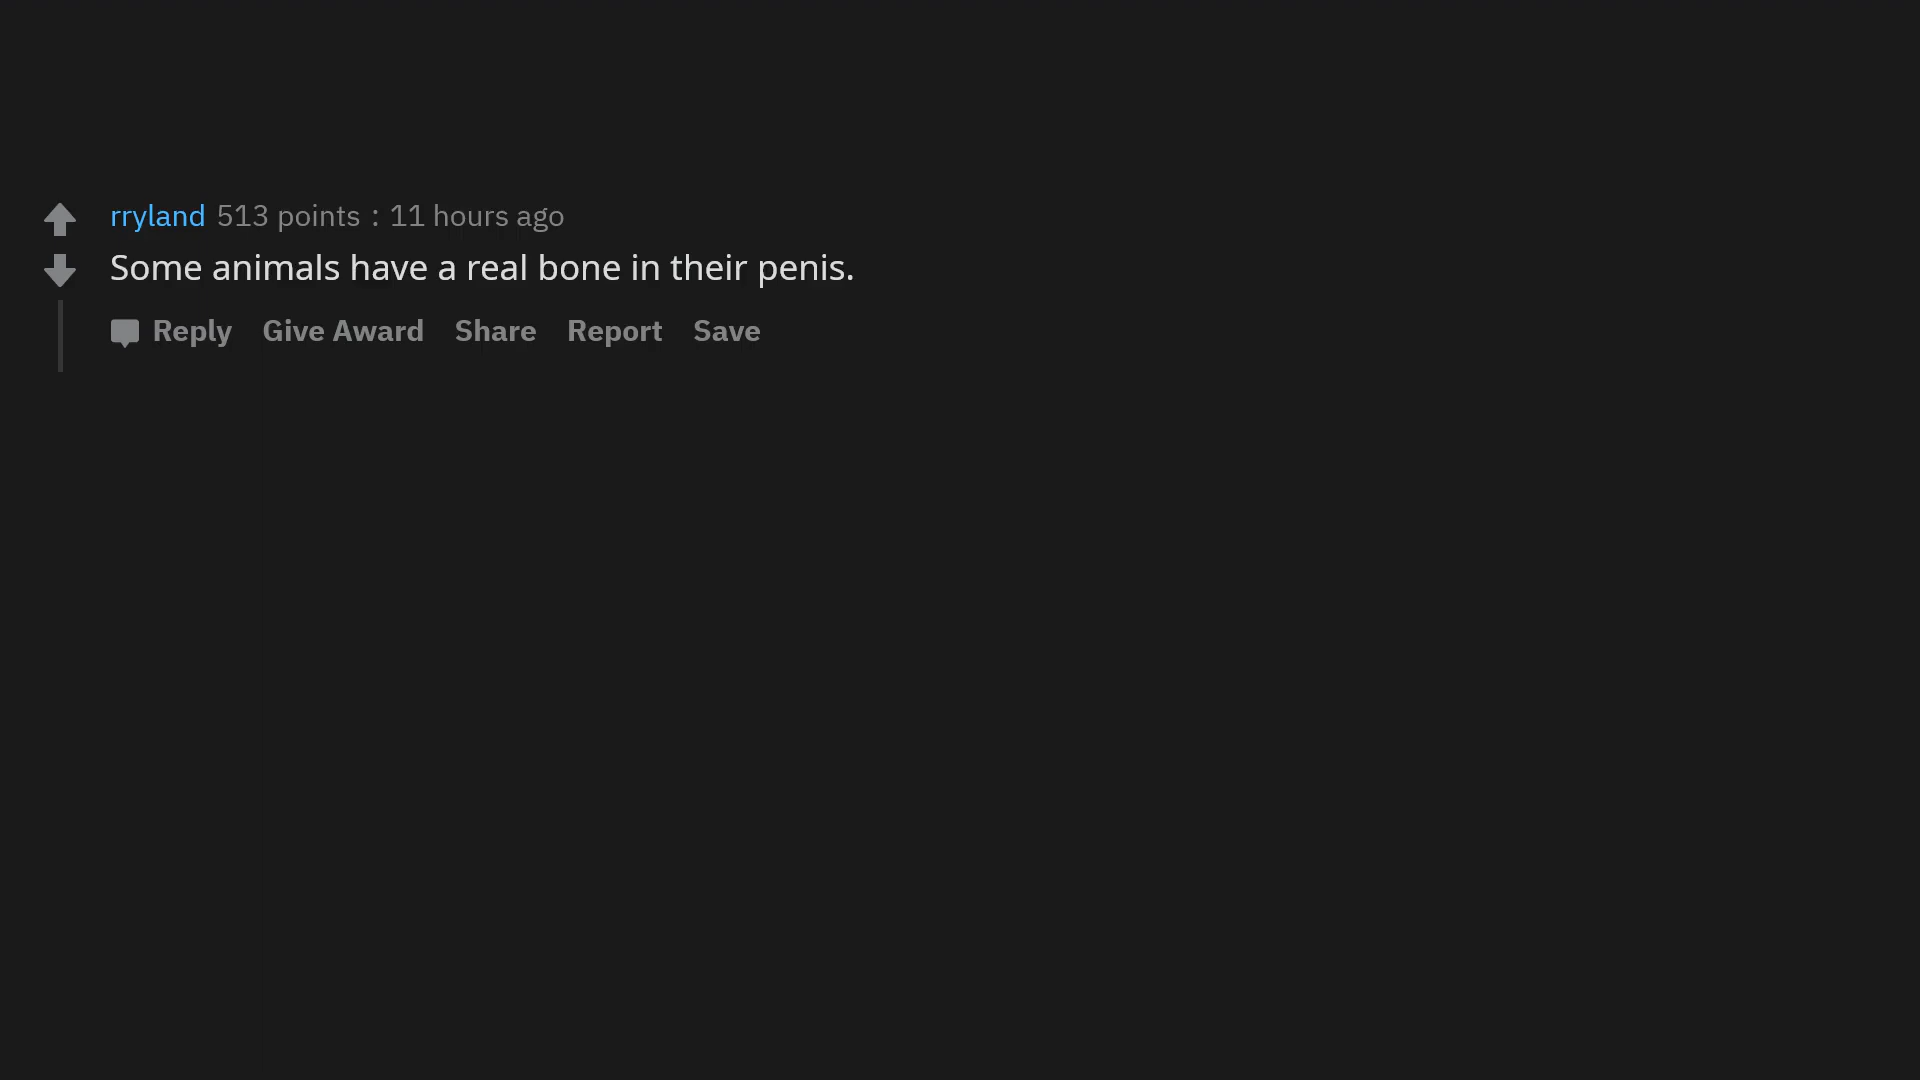 rryland 513 points : 11 hours ago
Some animals have a real bone in their penis.
Reply Give Award Share Report Save